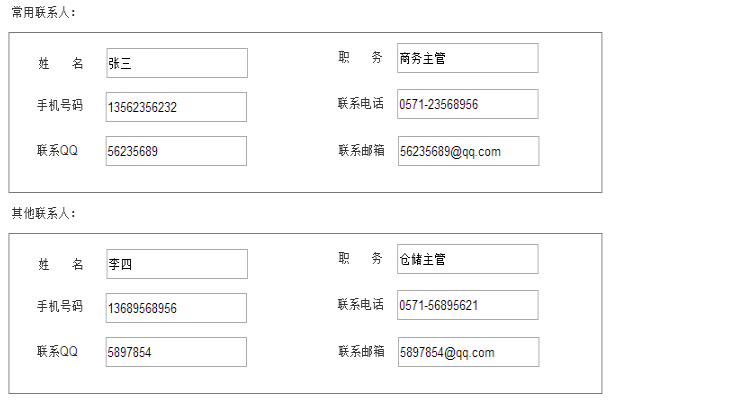 常用联系人：
姓 名 张三 职 务 商务主管
手机号码 13562356232 联系电话 0571-23568956
联系QQ 56235689 联系邮箱 56235689@qq.com
其他联系人：
姓 名 李四 职 务 仓储主管
手机号码 13689568956 联系电话 0571-56895621
联系QQ 5897854 联系邮箱 5897854@qq.com